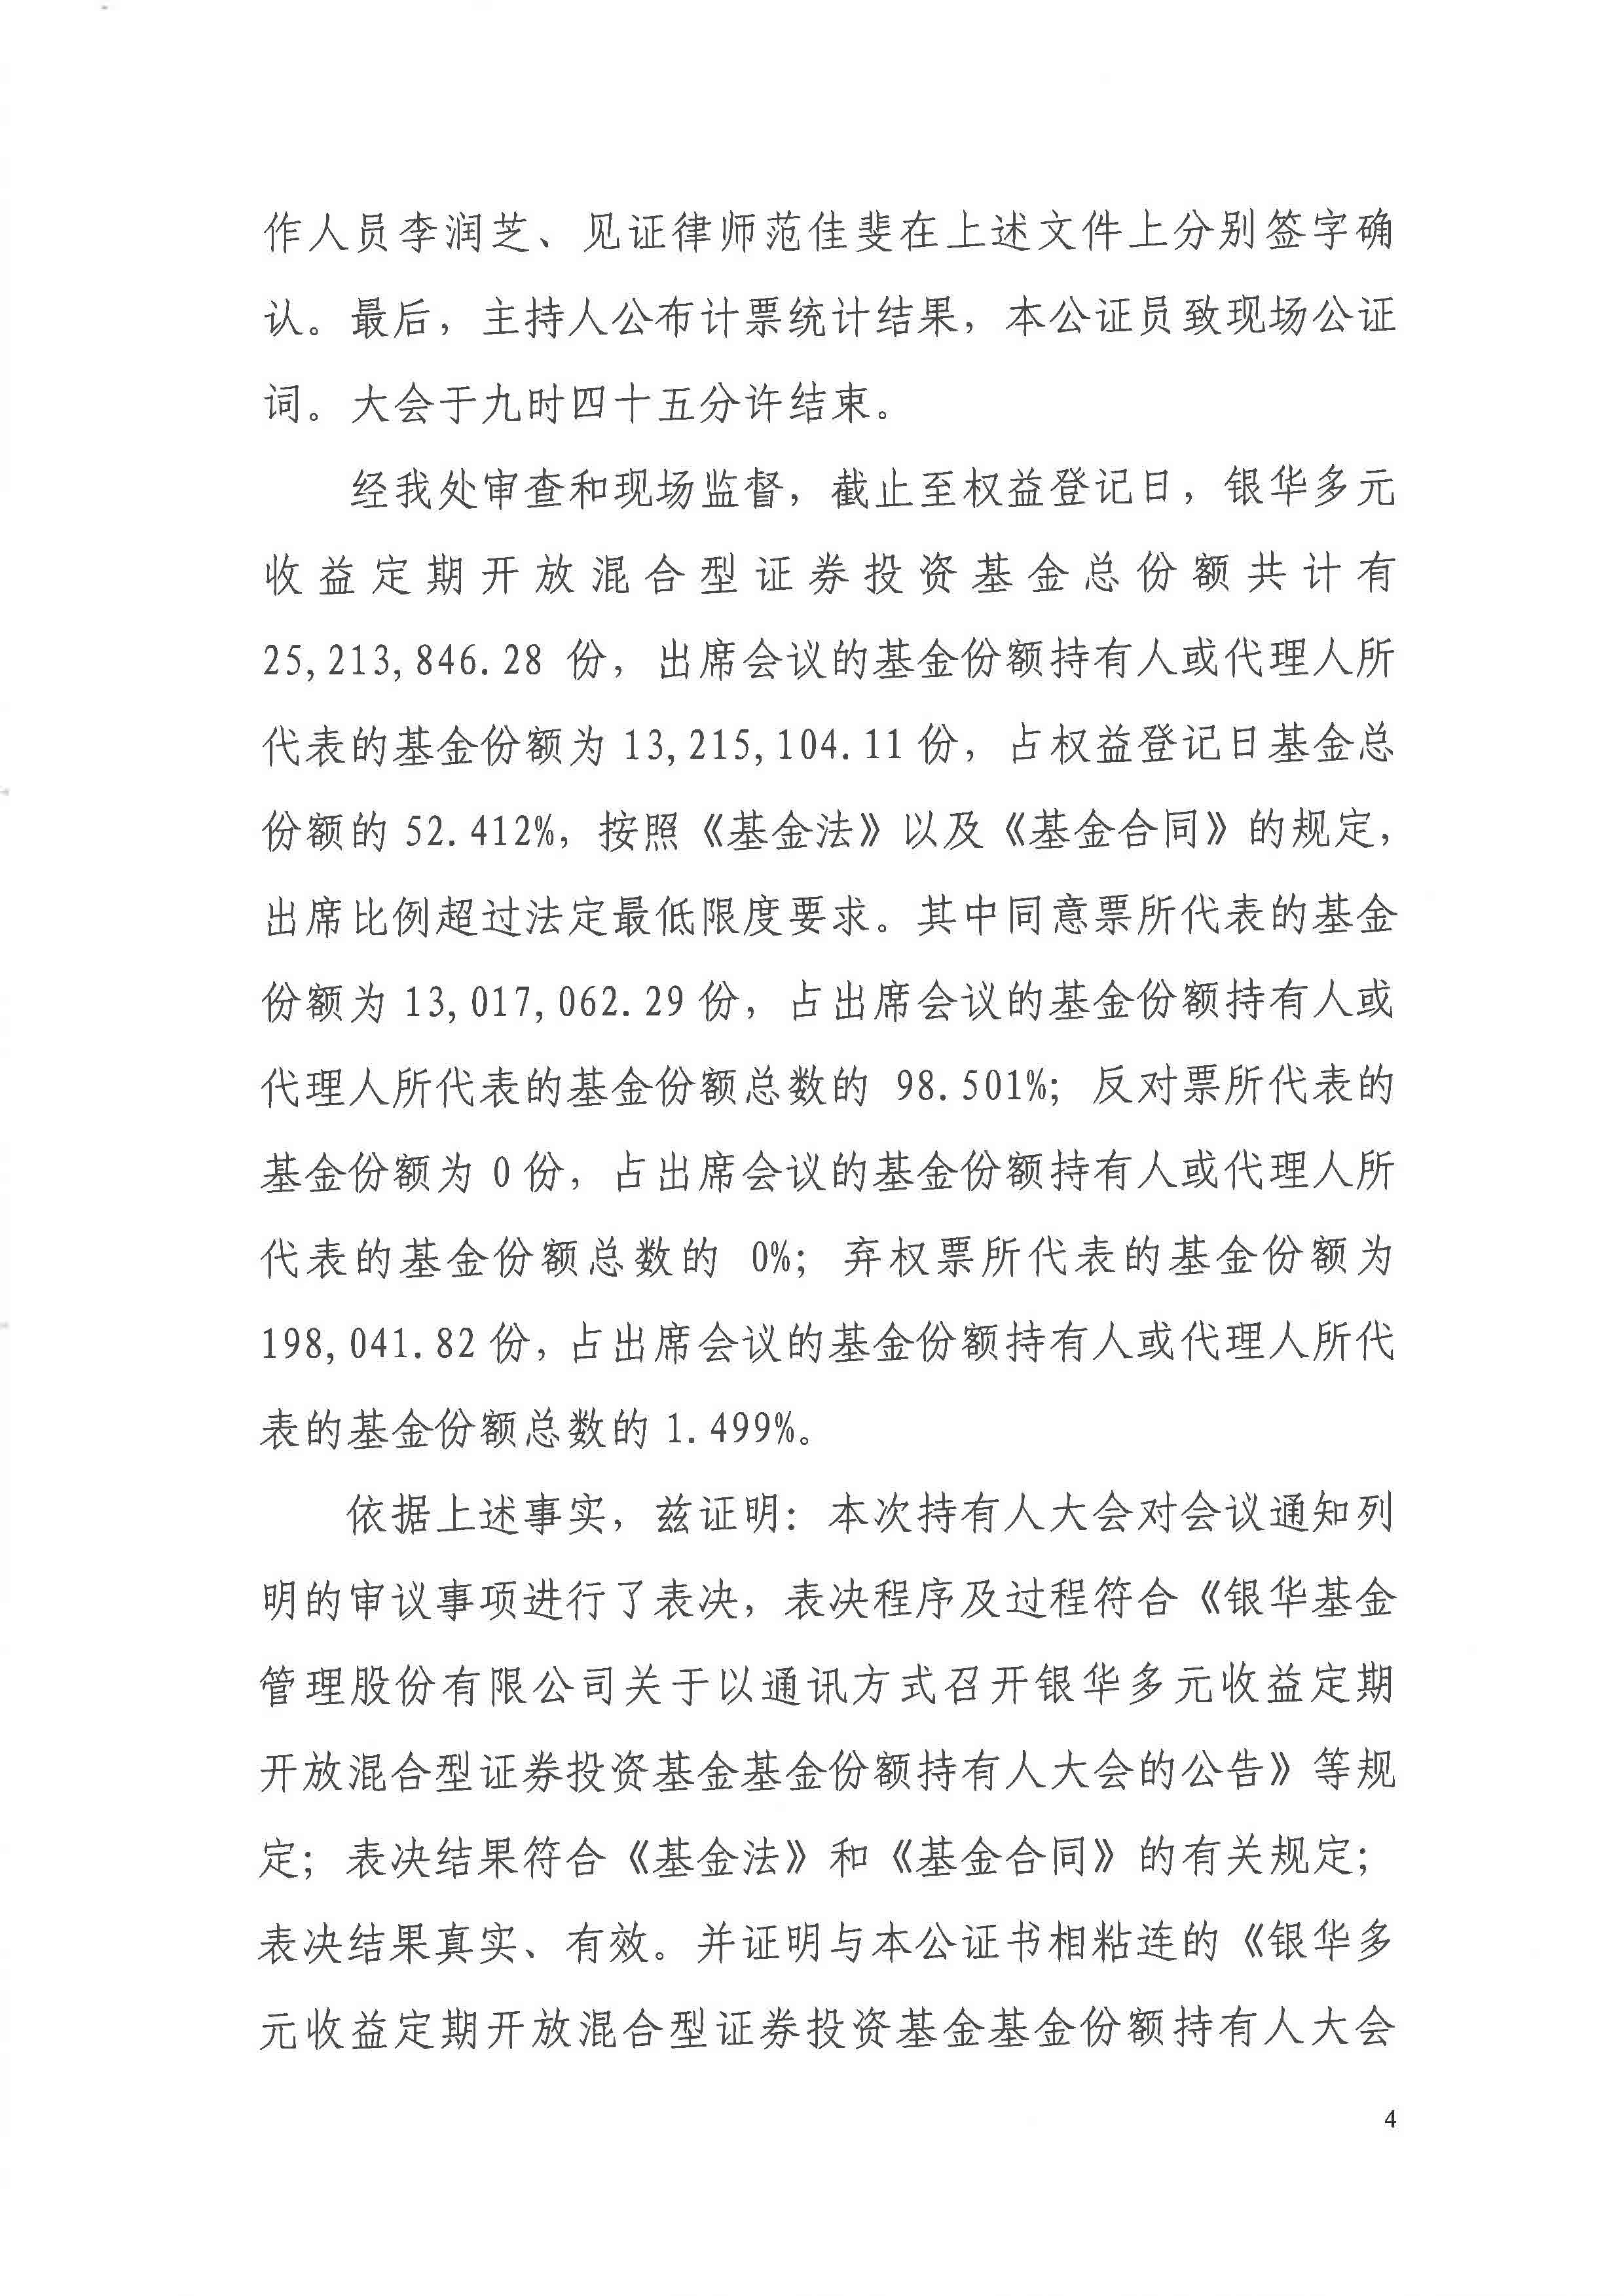 作人员李润芝、见证律师范佳斐在上述文件上分别签字确
认。最后，主持人公布计票统计结果，本公证员致现场公证
词。大会于九时四十五分许结束。
经我处审查和现场监督，截止至权益登记日，银华多元
收益定期开放混合型证券投资基金总份额共计有
25,213,846.28 份，出席会议的基金份额持有人或代理人所
代表的基金份额为 13,215,104.11 份，占权益登记日基金总
份额的 52.412%，按照《基金法》以及《基金合同》的规定，
出席比例超过法定最低限度要求。其中同意票所代表的基金
份额为 13,017,062.29 份，占出席会议的基金份额持有人或
代理人所代表的基金份额总数的 98.501%；反对票所代表的
基金份额为 0 份，占出席会议的基金份额持有人或代理人所
代表的基金份额总数的 0%；弃权票所代表的基金份额为
198,041.82 份，占出席会议的基金份额持有人或代理人所代
表的基金份额总数的 1.499%。
依据上述事实，兹证明：本次持有人大会对会议通知列
明的审议事项进行了表决，表决程序及过程符合《银华基金
管理股份有限公司关于以通讯方式召开银华多元收益定期
开放混合型证券投资基金基金份额持有人大会的公告》等规
定；表决结果符合《基金法》和《基金合同》的有关规定；
表决结果真实、有效。并证明与本公证书相粘连的《银华多
元收益定期开放混合型证券投资基金基金份额持有人大会
4